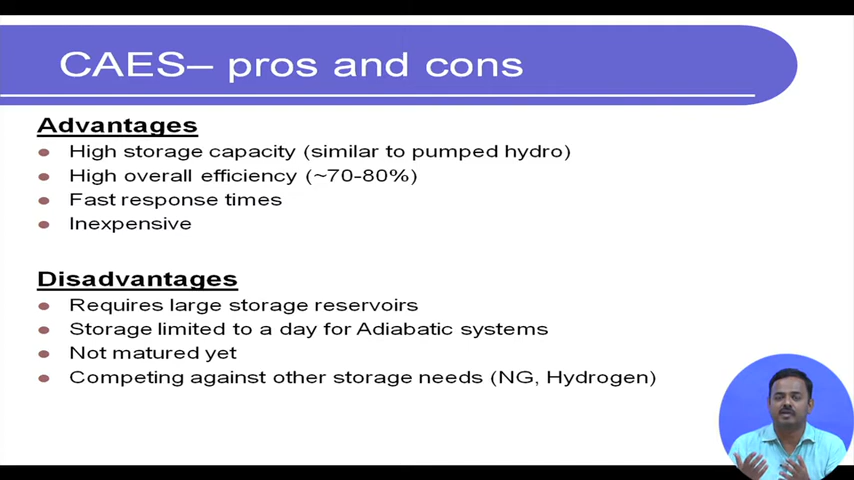 CAES– pros and cons
Advantages
High storage capacity (similar to pumped hydro)
High overall efficiency (~70-80%)
Fast response times
Inexpensive
Disadvantages
Requires large storage reservoirs
Storage limited to a day for Adiabatic systems
Not matured yet
Competing against other storage needs (NG, Hydrogen)